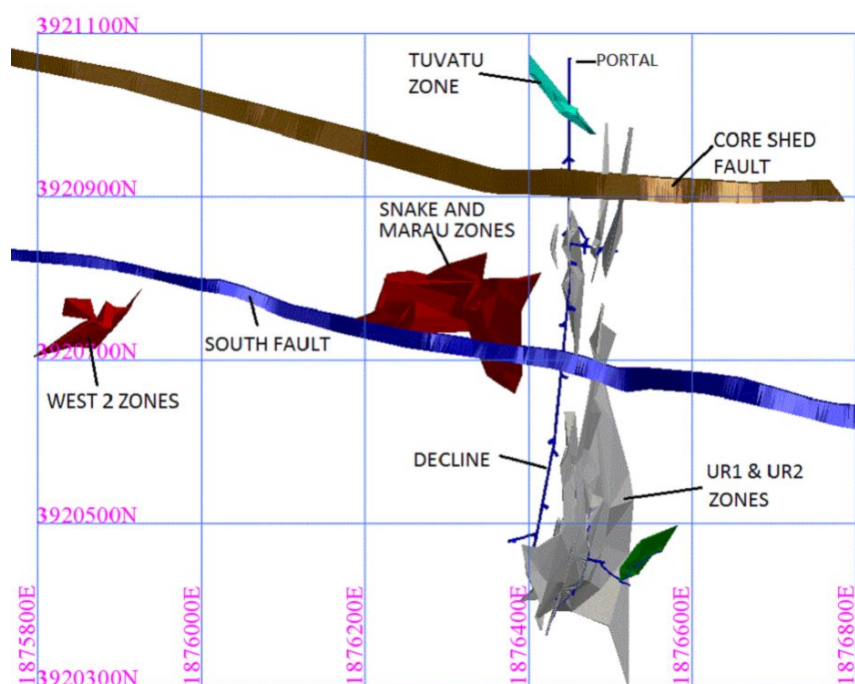 3921100N
TUVATU
ZONE
PORTAL
CORE SHED
FAULT
3920900N
SNAKE AND
MARAU ZONES
SOUTH FAULT
3920700N
WEST 2 ZONES
DECLINE
UR1 & UR2
ZONES
3920500N
1875800E
1876000E
1876200E
1876400E
1876600E
1876800E
3920300N